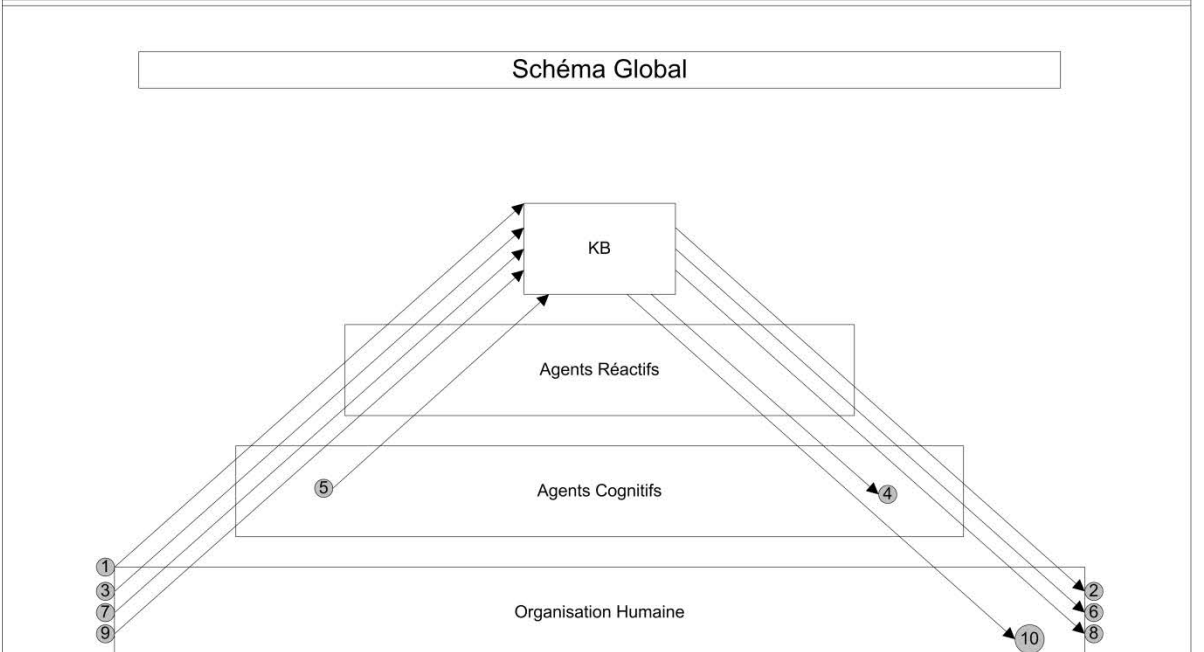 Schéma Global
KB
Agents Réactifs
5
Agents Cognitifs
4
1
3
7
9
Organisation Humaine
2
6
8
10